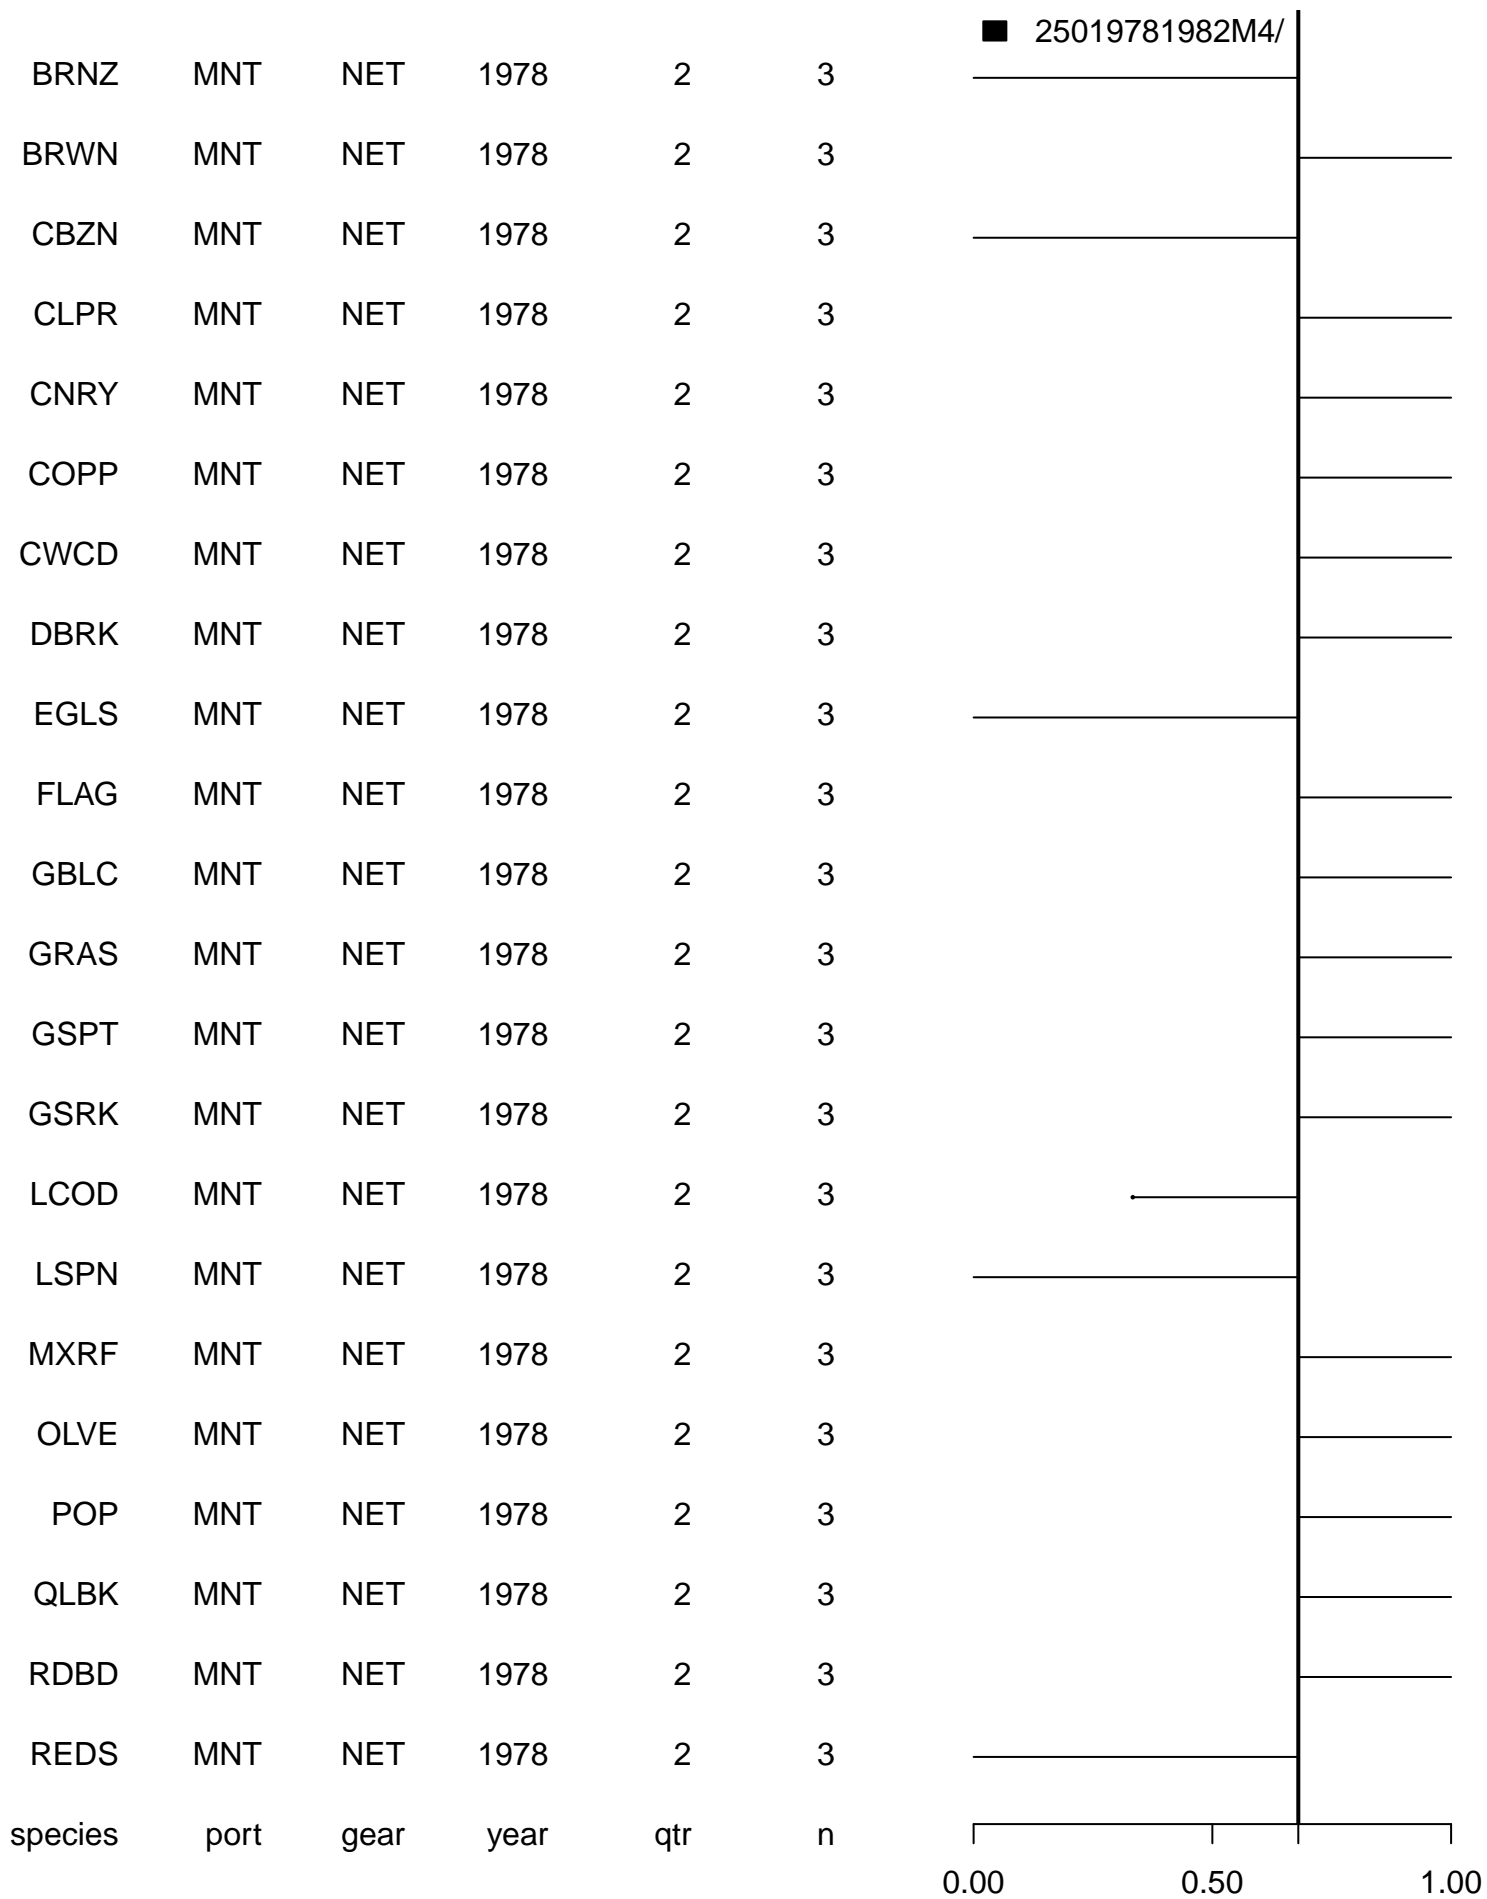 25019781982M4/
BRNZ MNT NET 1978 2 3
BRWN MNT NET 1978 2 3
CBZN MNT NET 1978 2 3
CLPR MNT NET 1978 2 3
CNRY MNT NET 1978 2 3
COPP MNT NET 1978 2 3
CWCD MNT NET 1978 2 3
DBRK MNT NET 1978 2 3
EGLS MNT NET 1978 2 3
FLAG MNT NET 1978 2 3
GBLC MNT NET 1978 2 3
GRAS MNT NET 1978 2 3
GSPT MNT NET 1978 2 3
GSRK MNT NET 1978 2 3
LCOD MNT NET 1978 2 3
LSPN MNT NET 1978 2 3
MXRF MNT NET 1978 2 3
OLVE MNT NET 1978 2 3
POP MNT NET 1978 2 3
QLBK MNT NET 1978 2 3
RDBD MNT NET 1978 2 3
REDS MNT NET 1978 2 3
species port gear year qtr n
0.00 0.50 1.00